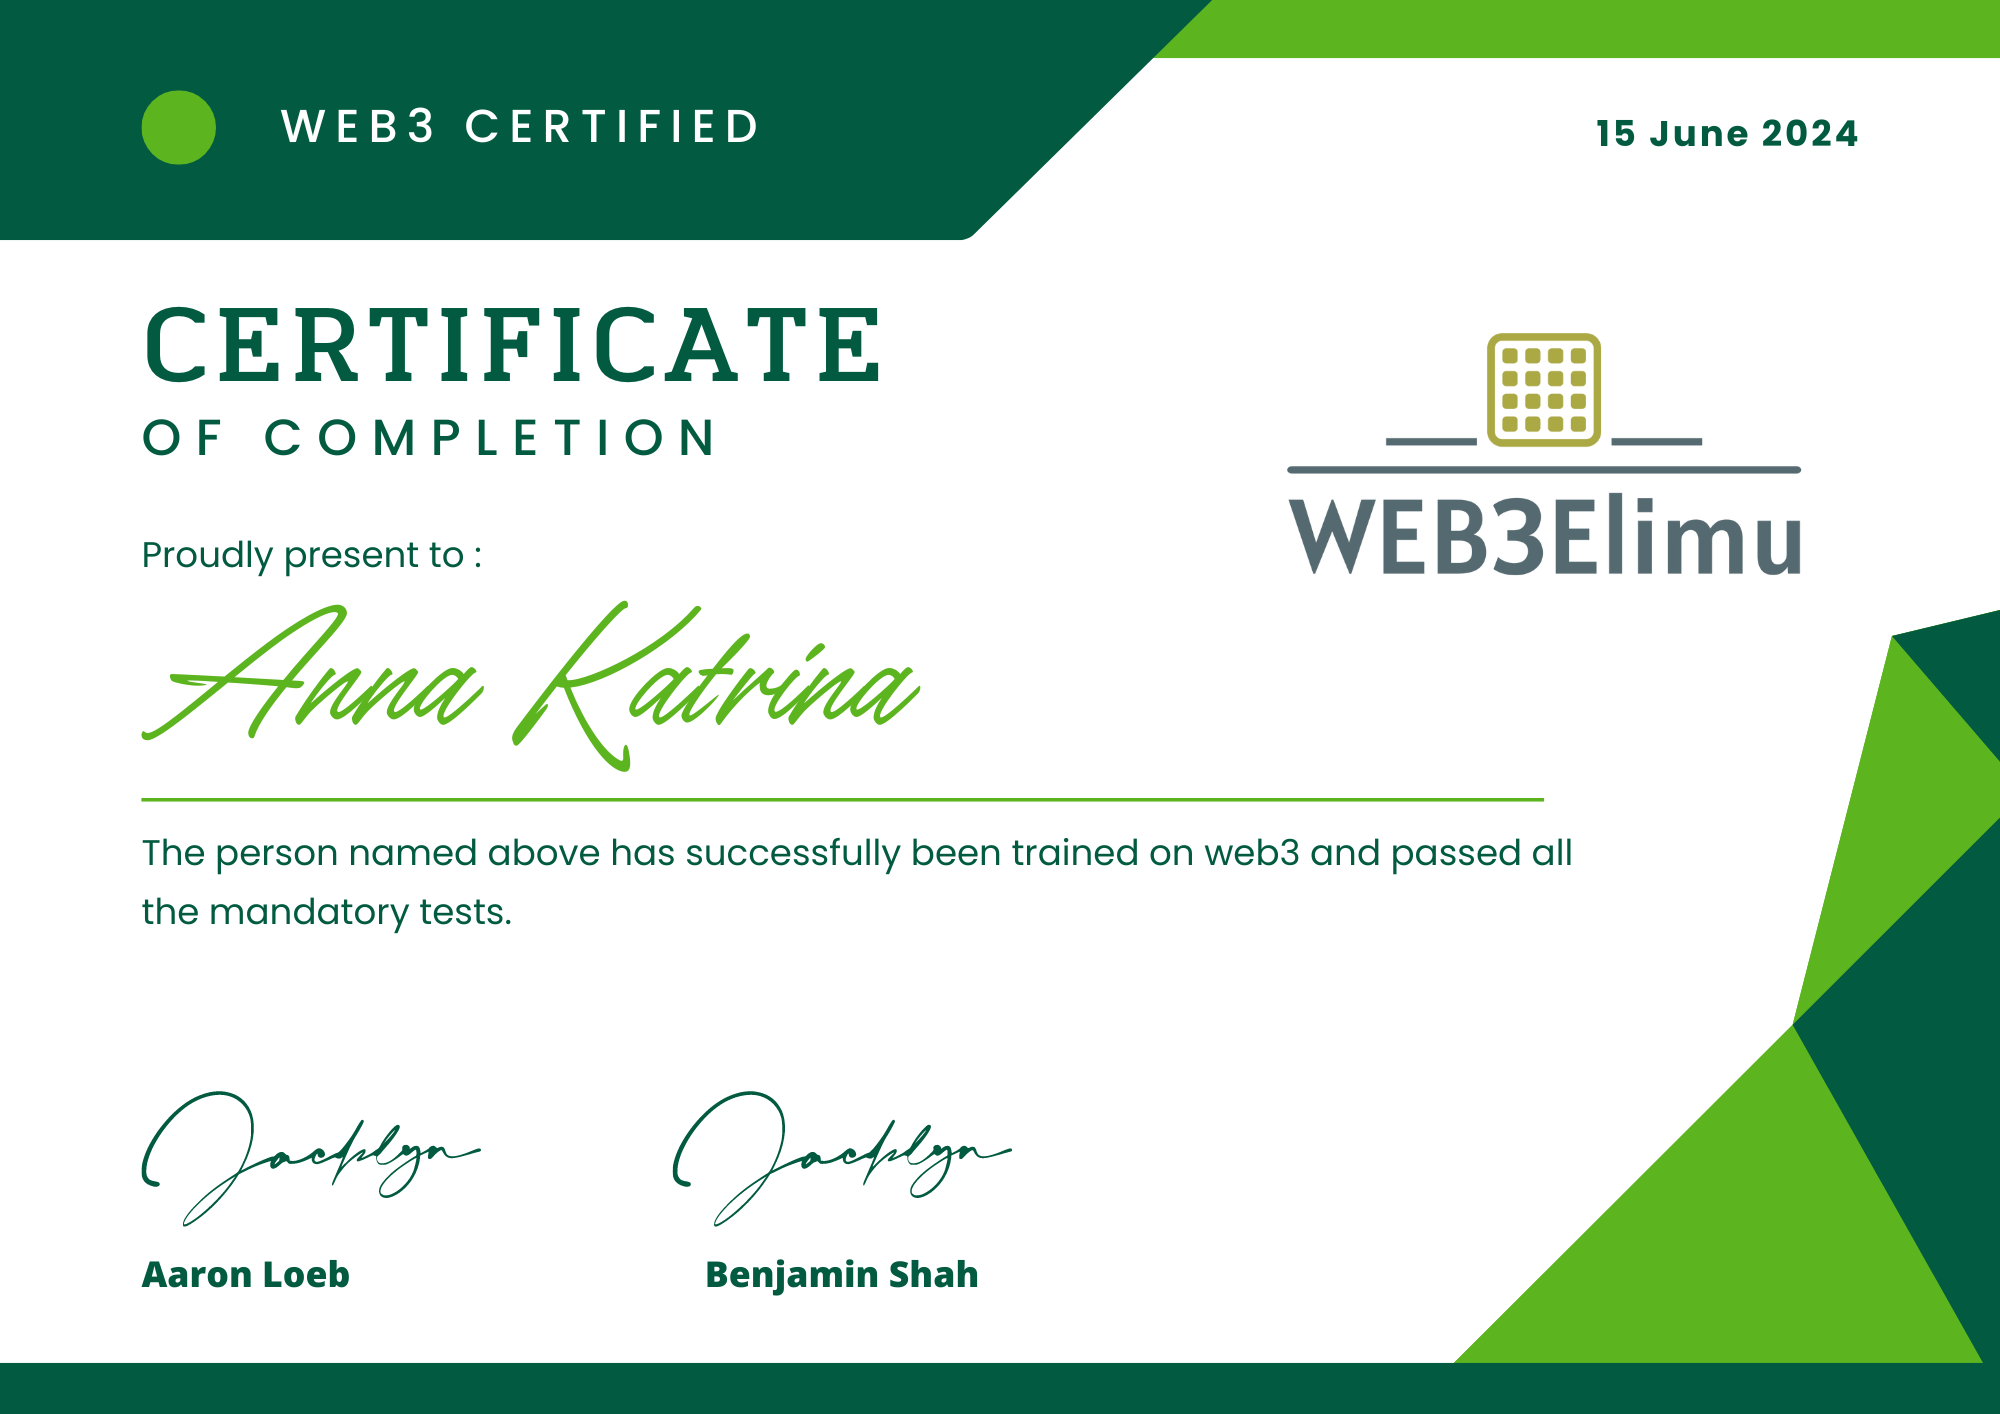 WEB3 CERTIFIED
15 June 2024
CERTIFICATE
OF COMPLETION
WEB3Elimu
Proudly present to :
Anna Katrina
The person named above has successfully been trained on web3 and passed all
the mandatory tests.
Jacklyn
Jacklyn
Aaron Loeb
Benjamin Shah